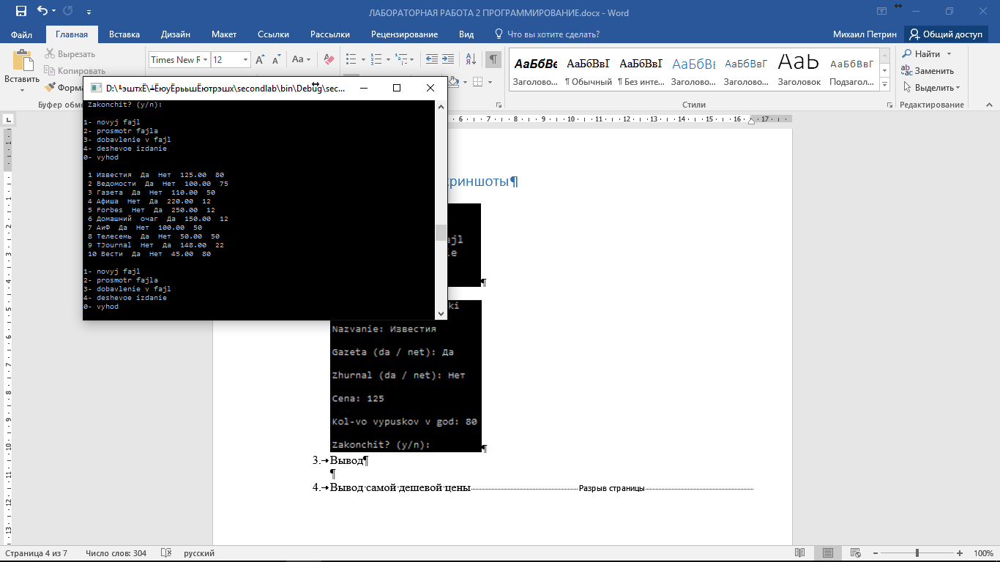 ЛАБОРАТОРНАЯ РАБОТА 2 ПРОГРАММИРОВАНИЕ.docx - Word
Файл Главная Вставка Дизайн Макет Ссылки Рассылки Рецензирование Вид Что вы хотите сделать? Михаил Петрин Общий доступ
Вставить
Вырезать
Копировать
Форма
Буфер обм
Times New R 12
АаБбВв АаБбВвІ АаБбВвІ АаБбВв АаБбВвГ АаЬ АаБбВвГ
Заголово... ¶ Обычный ¶ Без инте... Заголово... Заголово... Заголовок Подзагол...
Стили
Найти
Заменить
Выделить
Редактирование
6 7 8 9 10 11 12 13 14 15 16 17
D:\╘эштхЁ\╧ЁюуЁрььшЁютрэшх\secondlab\bin\Debug\sec...
Zakonchit? (y/n):
1- novyj fajl
2- prosmotr fajla
3- dobavlenie v fajl
4- deshevoe izdanie
0- vyhod
1 Известия Да Нет 125.00 80
2 Ведомости Да Нет 100.00 75
3 Газета Да Нет 110.00 50
4 Афиша Нет Да 220.00 12
5 Forbes Нет Да 250.00 12
6 Домашний очаг Да 150.00 12
7 АиФ Да Нет 100.00 50
8 Телесемь Да Нет 50.00 50
9 TJournal Нет Да 148.00 22
10 Вести Да Нет 45.00 80
1- novyj fajl
2- prosmotr fajla
3- dobavlenie v fajl
4- deshevoe izdanie
0- vyhod
криншоты¶
ajl
ie
¶
ki
Nazvanie: Известия
Gazeta (da / net): Да
Zhurnal (da / net): Нет
Cena: 125
Kol-vo vypuskov v god: 80
Zakonchit? (y/n):
¶
3. Вывод¶
¶
4. Вывод самой дешевой цены Разрыв страницы
Страница 4 из 7 Число слов: 304 русский 100%